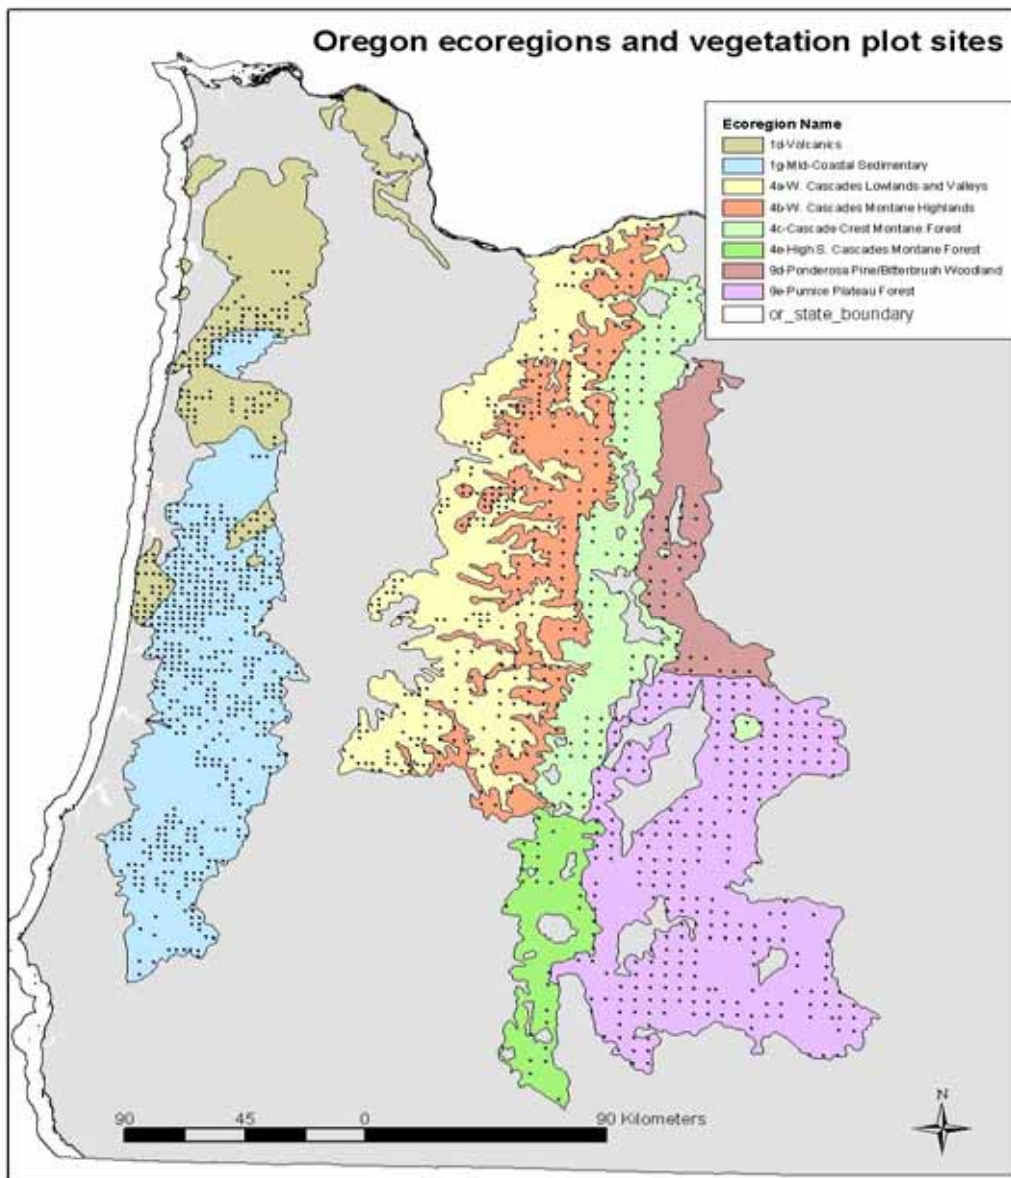 Oregon ecoregions and vegetation plot sites
Ecoregion Name
1d-Volcanics
1g-Mid-Coastal Sedimentary
4a-W. Cascades Lowlands and Valleys
4b-W. Cascades Montane Highlands
4c-Cascade Crest Montane Forest
4e-High S. Cascades Montane Forest
9d-Ponderosa Pine/Bitterbrush Woodland
9e-Pumice Plateau Forest
or_state_boundary
N
90 45 0 90 Kilometers